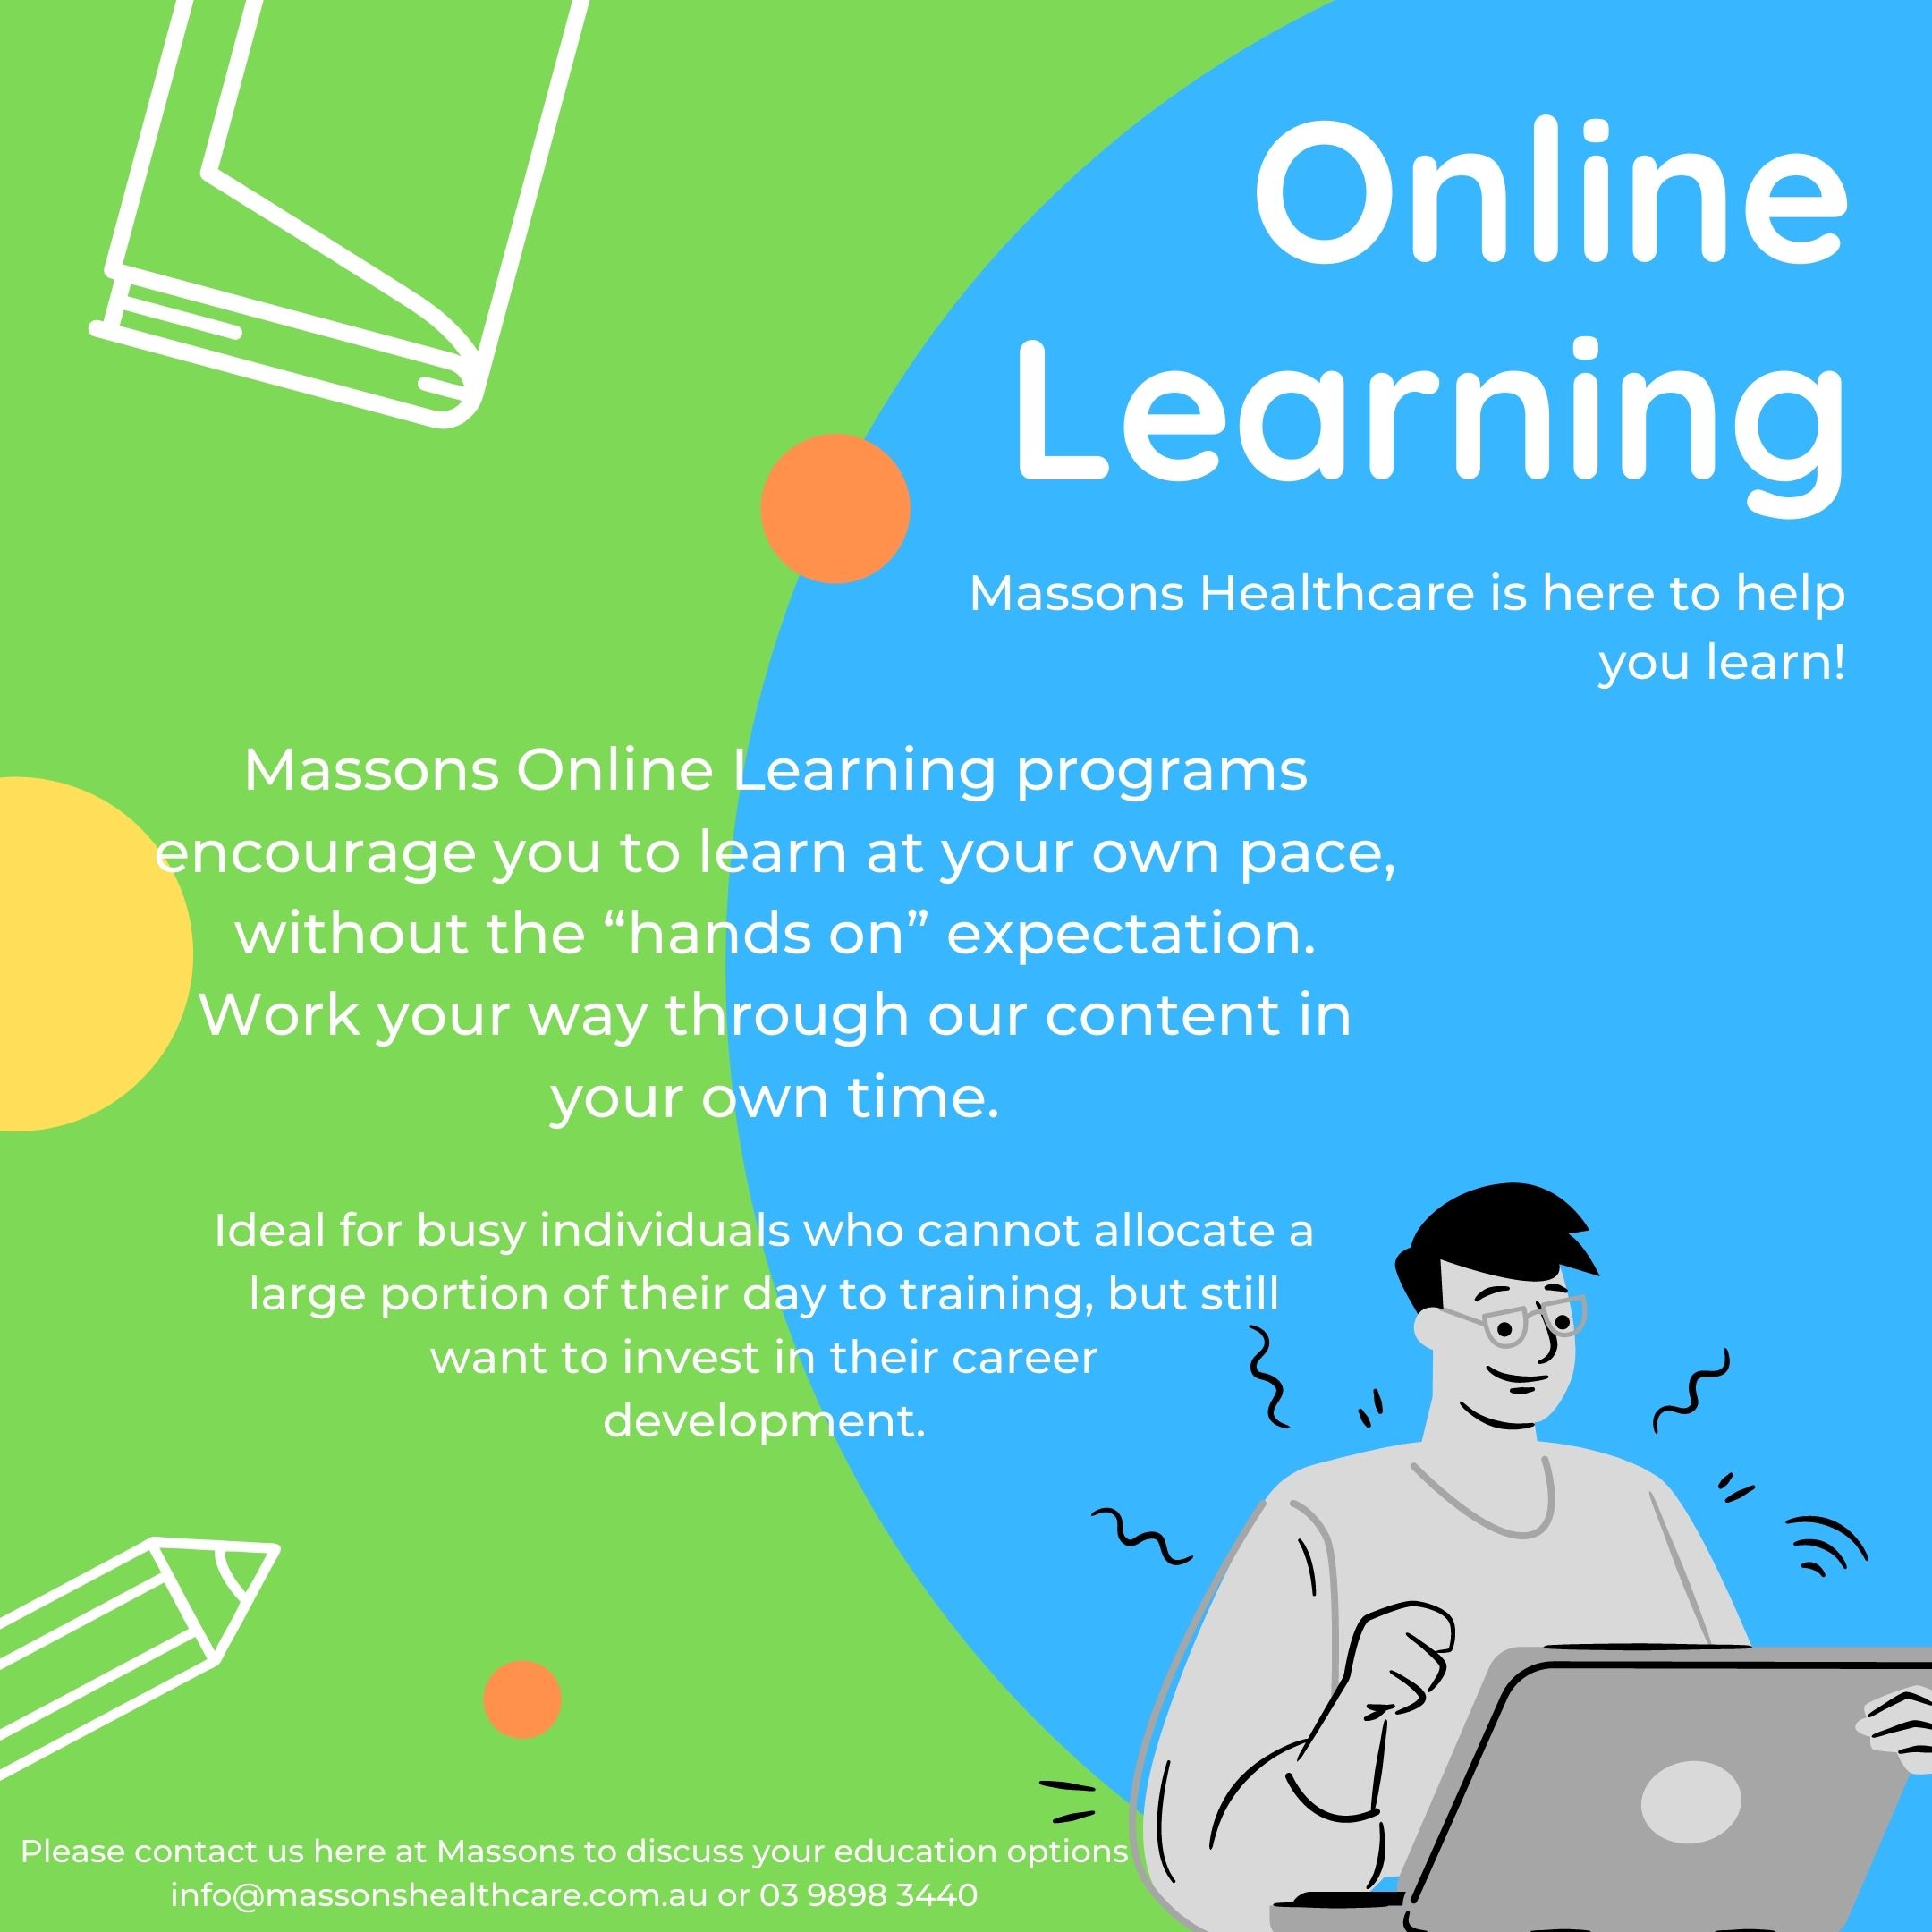 Online
Learning
Massons Healthcare is here to help
you learn!
Massons Online Learning programs
encourage you to learn at your own pace,
without the “hands on” expectation.
Work your way through our content in
your own time.
Ideal for busy individuals who cannot allocate a
large portion of their day to training, but still
want to invest in their career
development.
Please contact us here at Massons to discuss your education options
info@massonshealthcare.com.au or 03 9898 3440